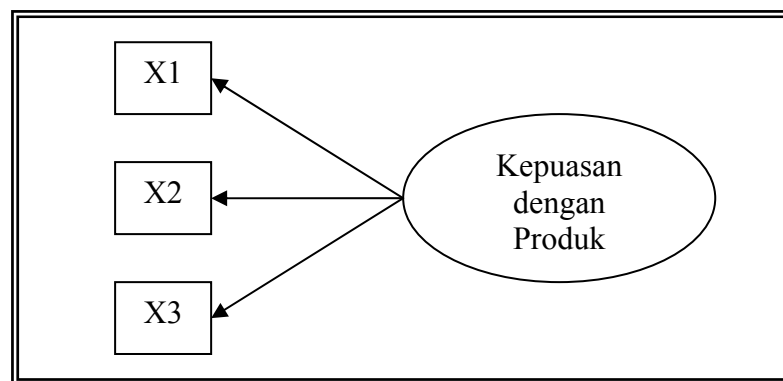 X1
X2
X3
Kepuasan
dengan
Produk